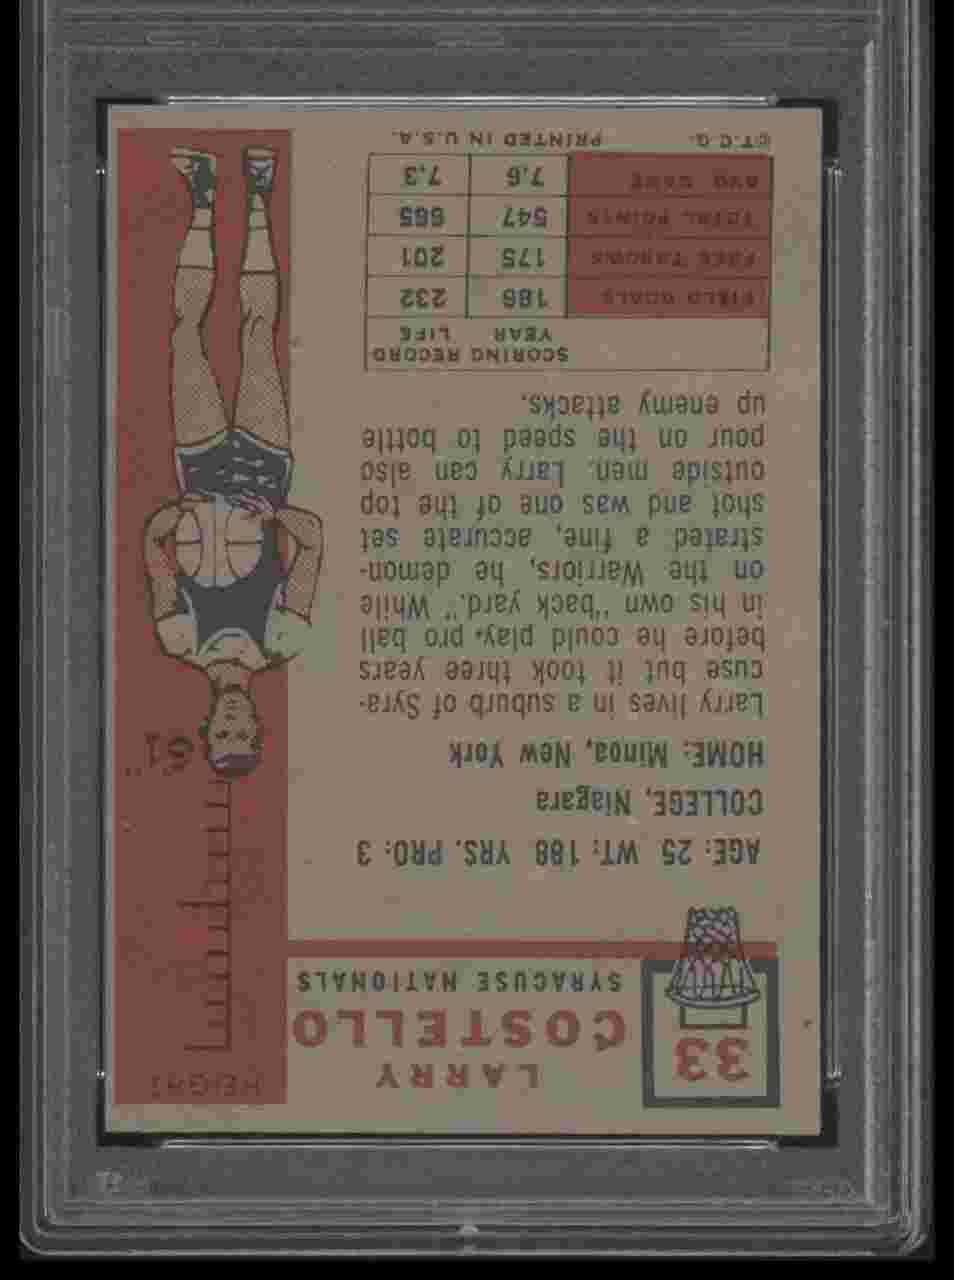 33
LARRY
COSTELLO
SYRACUSE NATIONALS
HEIGHT
6'1"
AGE: 25 WT: 188 YRS. PRO: 3
COLLEGE, Niagara
HOME: Minoa, New York
Larry lives in a suburb of Syra-
cuse but it took three years
before he could play pro ball
in his own "back yard." While
on the Warriors, he demon-
strated a fine, accurate set
shot and was one of the top
outside men. Larry can also
pour on the speed to bottle
up enemy attacks.
SCORING RECORD
YEAR LIFE
FIELD GOALS 186 232
FREE THROWS 175 201
TOTAL POINTS 547 665
AVG. GAME 7.6 7.3
©T.C.G. PRINTED IN U.S.A.